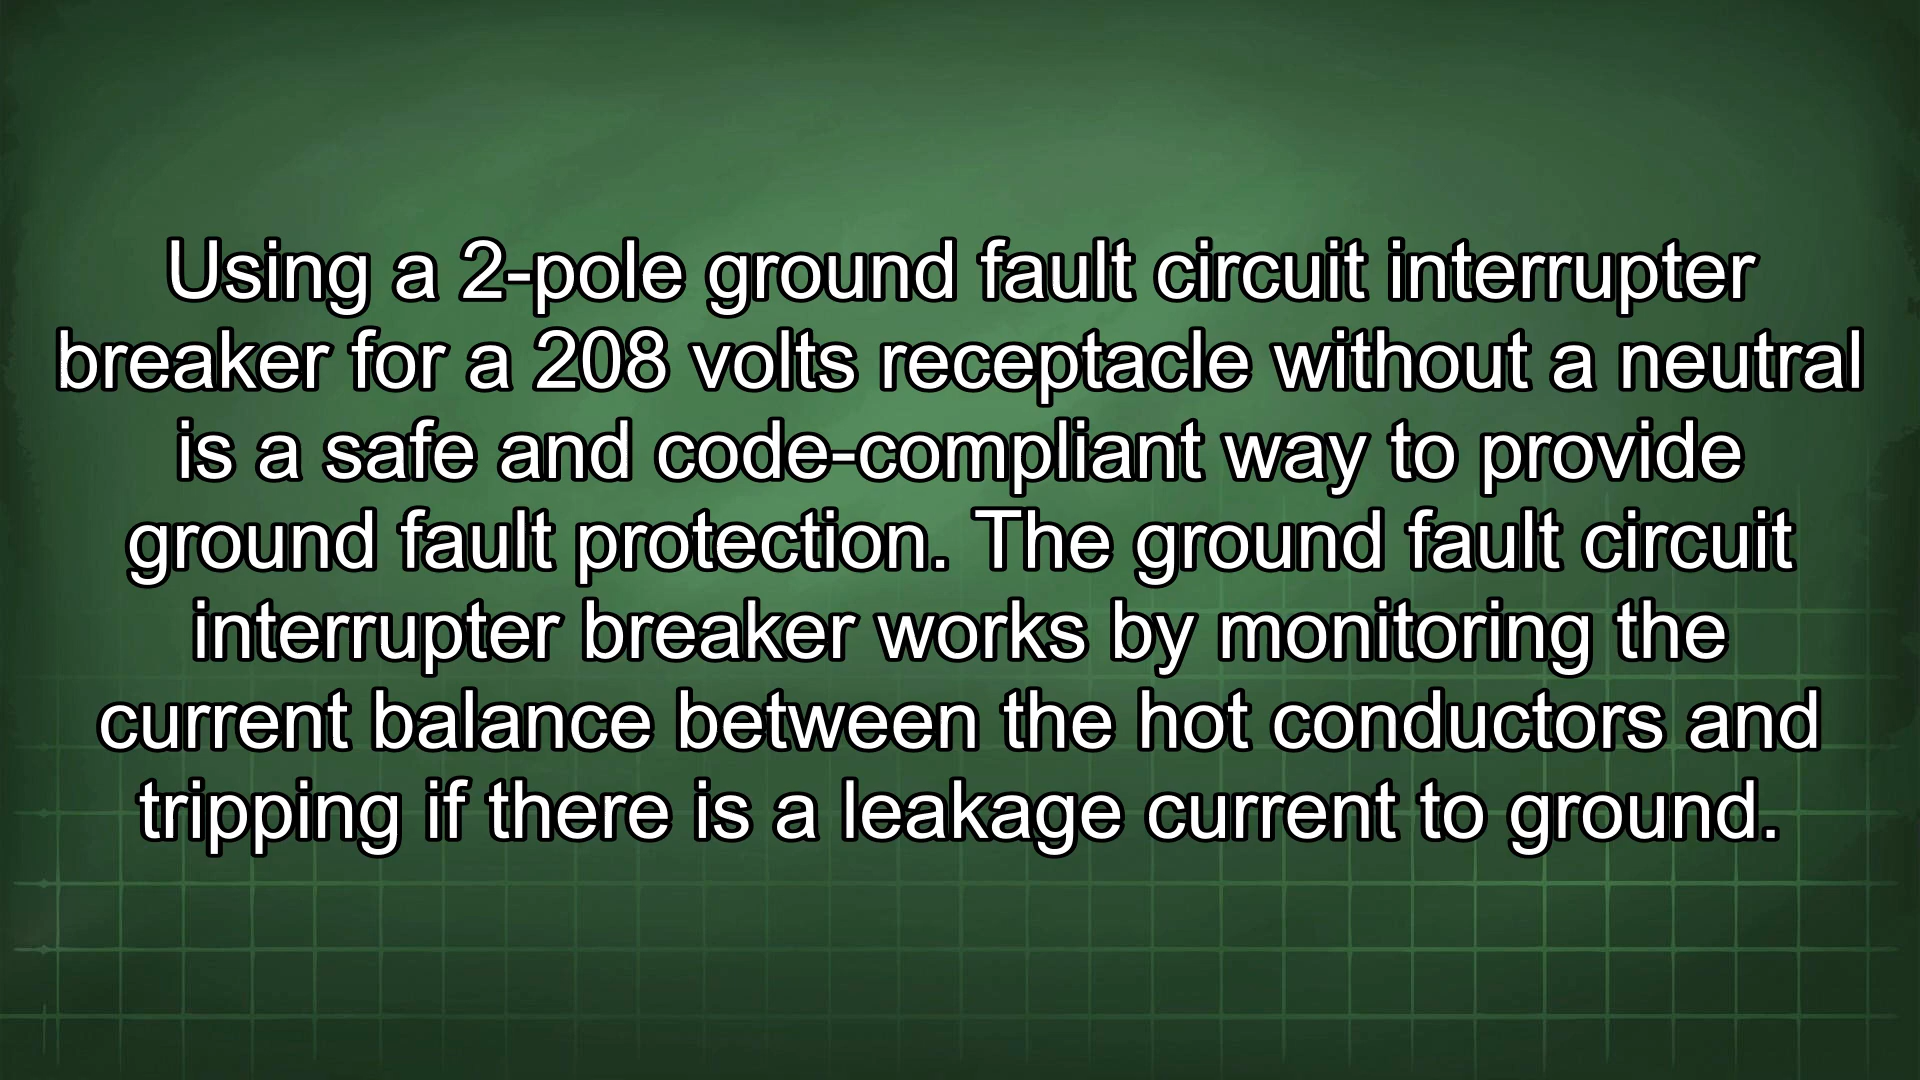 Using a 2-pole ground fault circuit interrupter
breaker for a 208 volts receptacle without a neutral
is a safe and code-compliant way to provide
ground fault protection. The ground fault circuit
interrupter breaker works by monitoring the
current balance between the hot conductors and
tripping if there is a leakage current to ground.